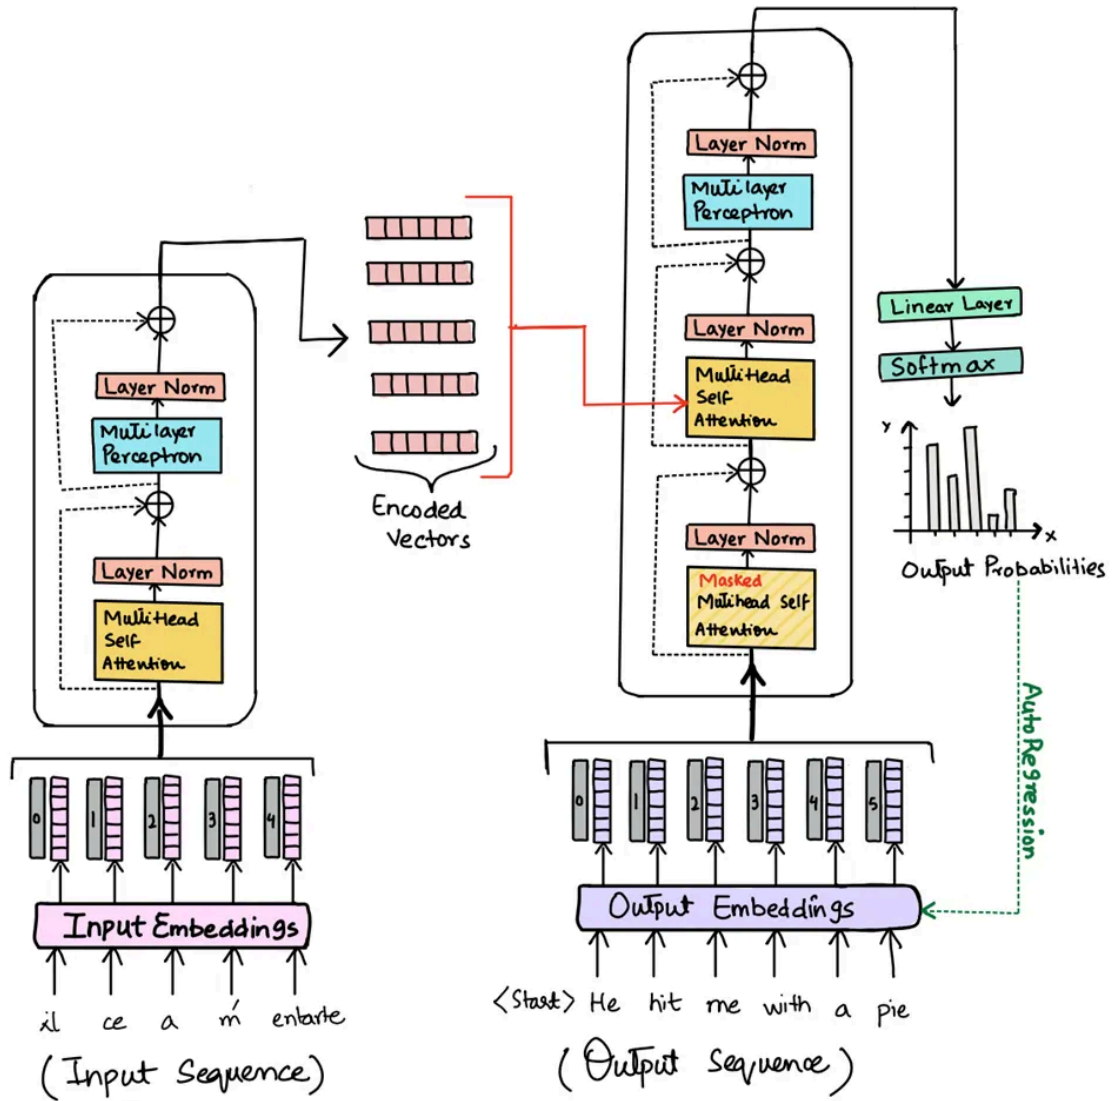 Layer Norm
Multilayer
Perceptron
Layer Norm
MultiHead
Self
Attention
0 1 2 3 4
Input Embeddings
il ce a m' entarte
(Input Sequence)
Encoded
Vectors
Layer Norm
Multilayer
Perceptron
Layer Norm
MultiHead
Self
Attention
Layer Norm
Masked
Multihead Self
Attention
0 1 2 3 4 5
Output Embeddings
<Start> He hit me with a pie
(Output Sequence)
Linear Layer
Softmax
Y
X
Output Probabilities
AutoRegression